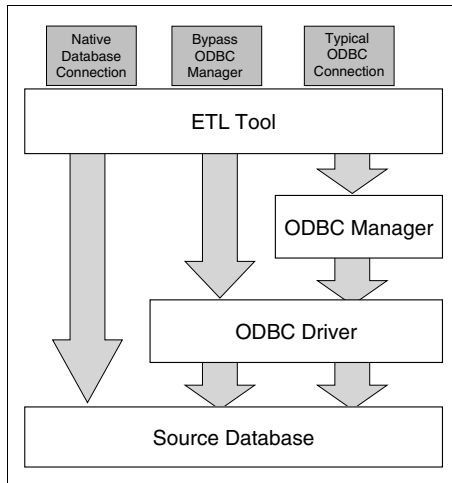 Native
Database
Connection
Bypass
ODBC
Manager
Typical
ODBC
Connection
ETL Tool
ODBC Manager
ODBC Driver
Source Database